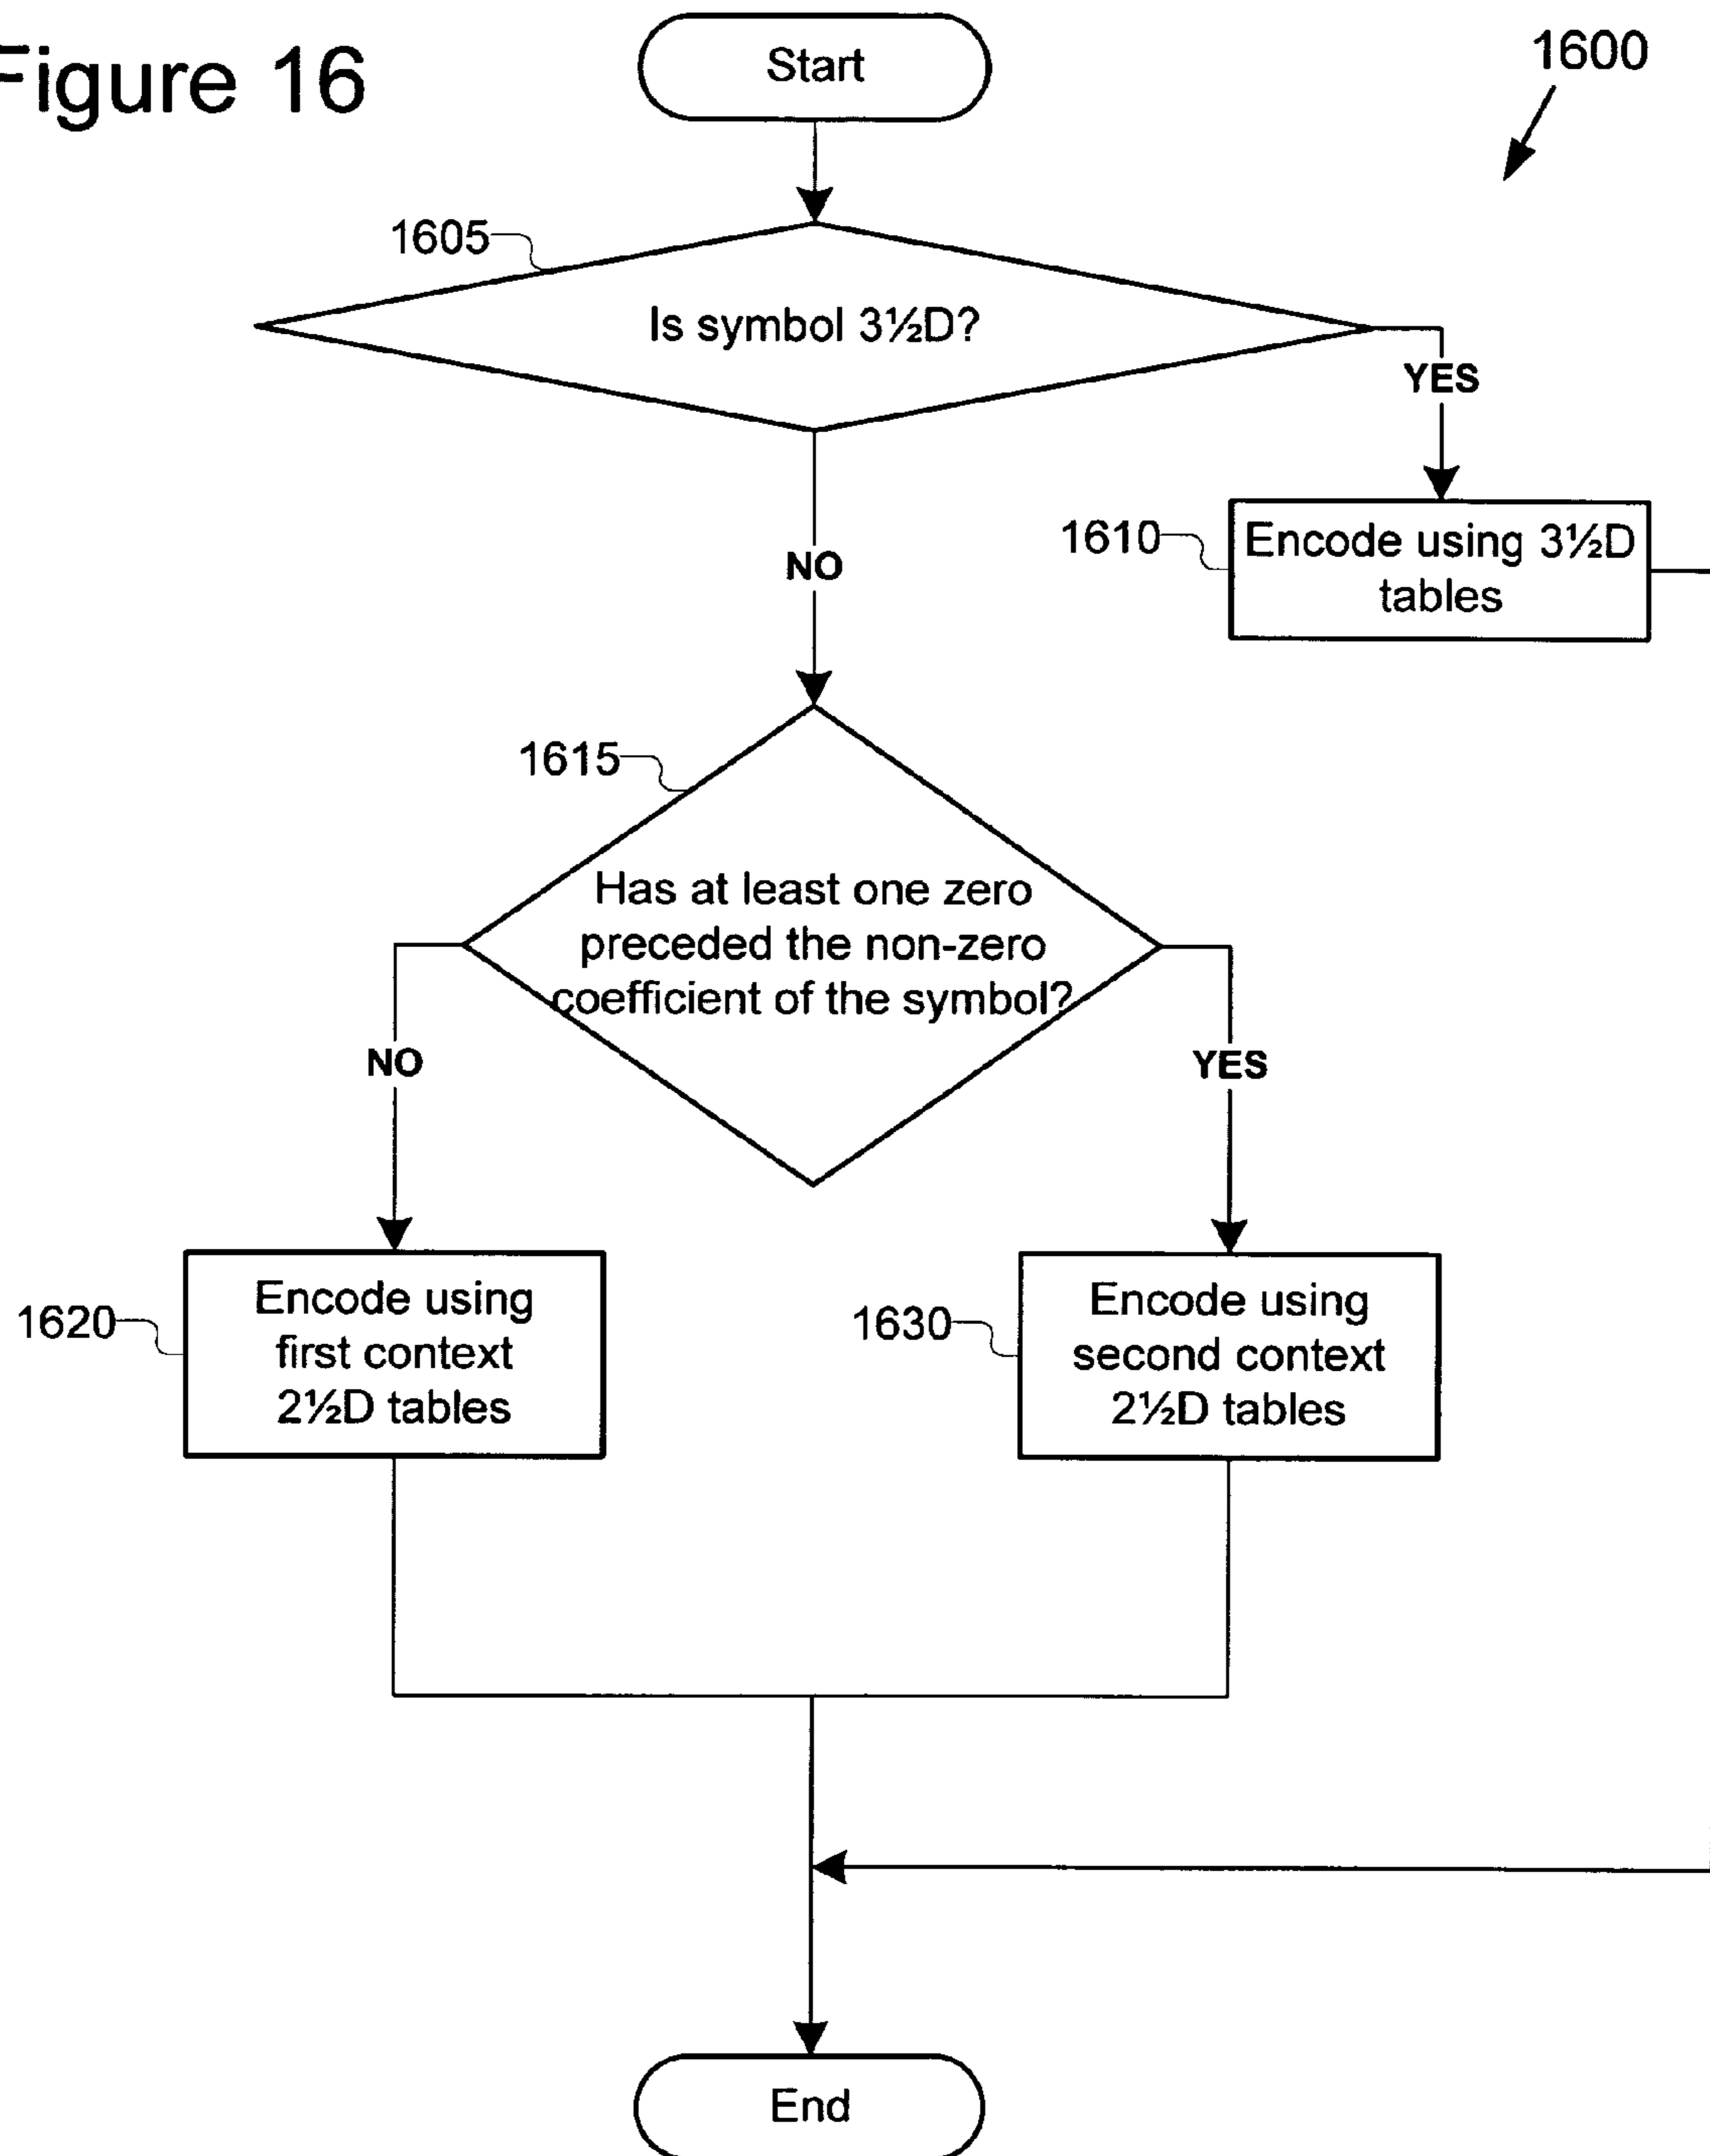 Figure 16
Start
1600
1605
Is symbol 3½D?
YES
1610
Encode using 3½D
tables
NO
1615
Has at least one zero
preceded the non-zero
coefficient of the symbol?
NO
YES
1620
Encode using
first context
2½D tables
1630
Encode using
second context
2½D tables
End